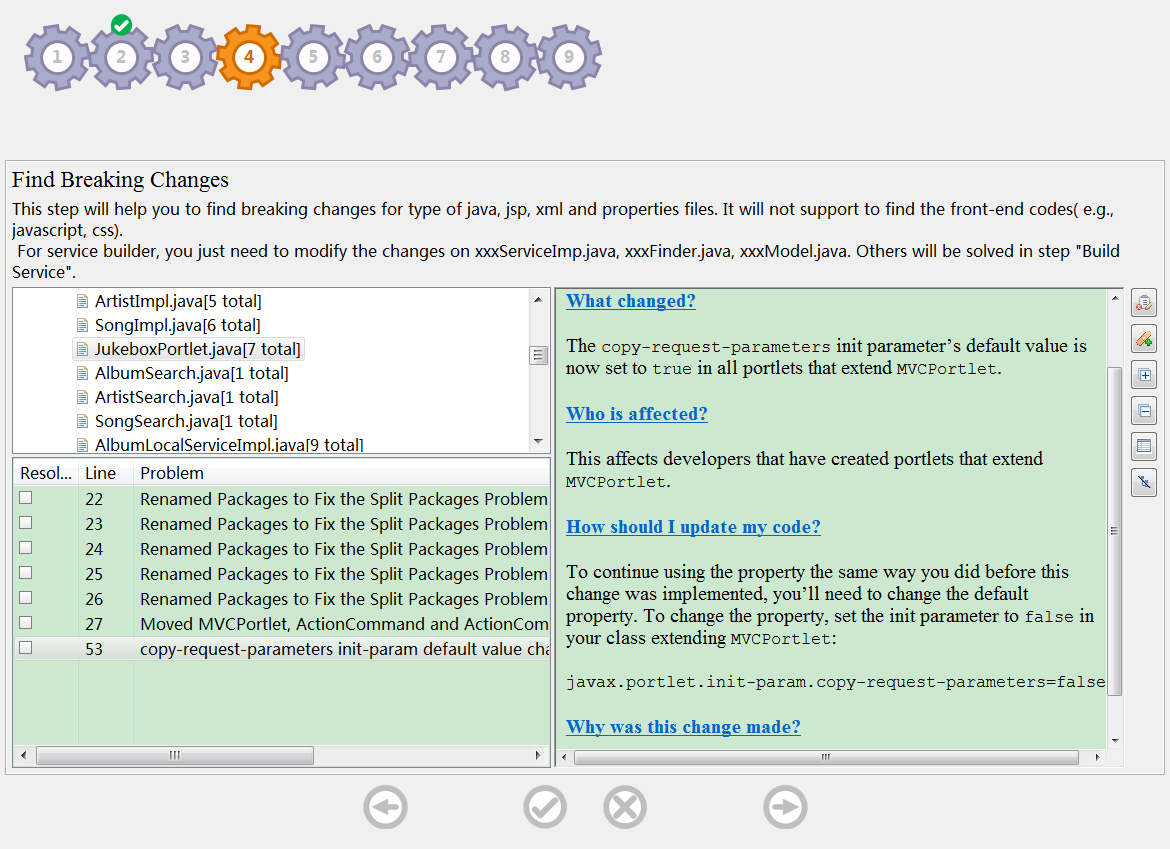 1 2 3 4 5 6 7 8 9
Find Breaking Changes
This step will help you to find breaking changes for type of java, jsp, xml and properties files. It will not support to find the front-end codes( e.g.,
javascript, css).
For service builder, you just need to modify the changes on xxxServiceImp.java, xxxFinder.java, xxxModel.java. Others will be solved in step "Build
Service".
ArtistImpl.java[5 total]
SongImpl.java[6 total]
JukeboxPortlet.java[7 total]
AlbumSearch.java[1 total]
ArtistSearch.java[1 total]
SongSearch.java[1 total]
AlbumLocalServiceImpl.java[9 total]
Resol... Line Problem
22 Renamed Packages to Fix the Split Packages Problem
23 Renamed Packages to Fix the Split Packages Problem
24 Renamed Packages to Fix the Split Packages Problem
25 Renamed Packages to Fix the Split Packages Problem
26 Renamed Packages to Fix the Split Packages Problem
27 Moved MVCPortlet, ActionCommand and ActionCom
53 copy-request-parameters init-param default value cha
What changed?
The copy-request-parameters init parameter’s default value is
now set to true in all portlets that extend MVCPortlet.
Who is affected?
This affects developers that have created portlets that extend
MVCPortlet.
How should I update my code?
To continue using the property the same way you did before this
change was implemented, you’ll need to change the default
property. To change the property, set the init parameter to false in
your class extending MVCPortlet:
javax.portlet.init-param.copy-request-parameters=false
Why was this change made?